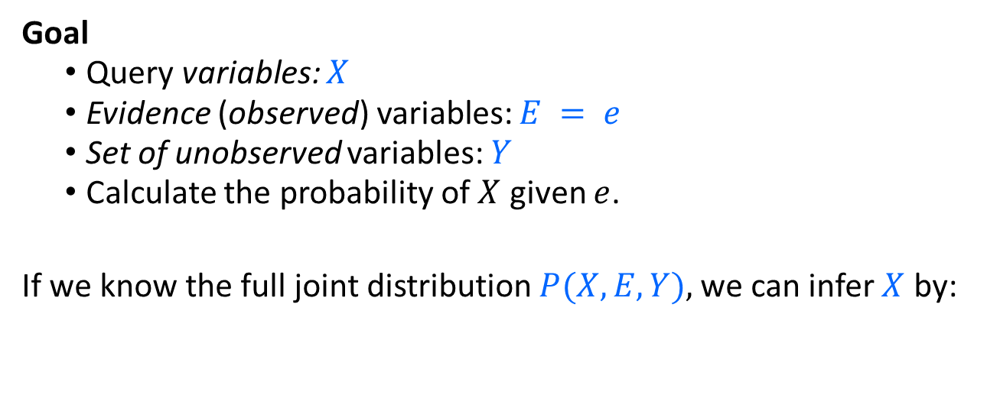 Goal
• Query variables: X
• Evidence (observed) variables: E = e
• Set of unobserved variables: Y
• Calculate the probability of X given e.
If we know the full joint distribution P(X, E, Y), we can infer X by: